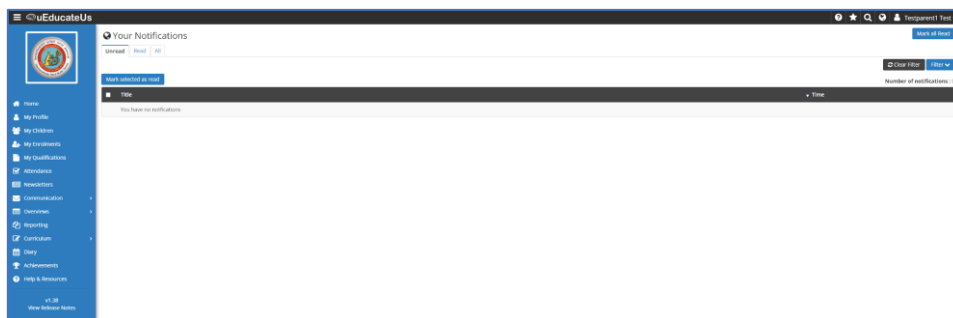 uEducateUs
Testparent1 Test
Your Notifications
Mark all Read
Unread Read All
Clear Filter Filter
Mark selected as read
Number of notifications :
Title Time
You have no notifications
Home
My Profile
My Children
My Enrolments
My Qualifications
Attendance
Newsletters
Communication
Overviews
Reporting
Curriculum
Diary
Achievements
Help & Resources
v1.38
View Release Notes